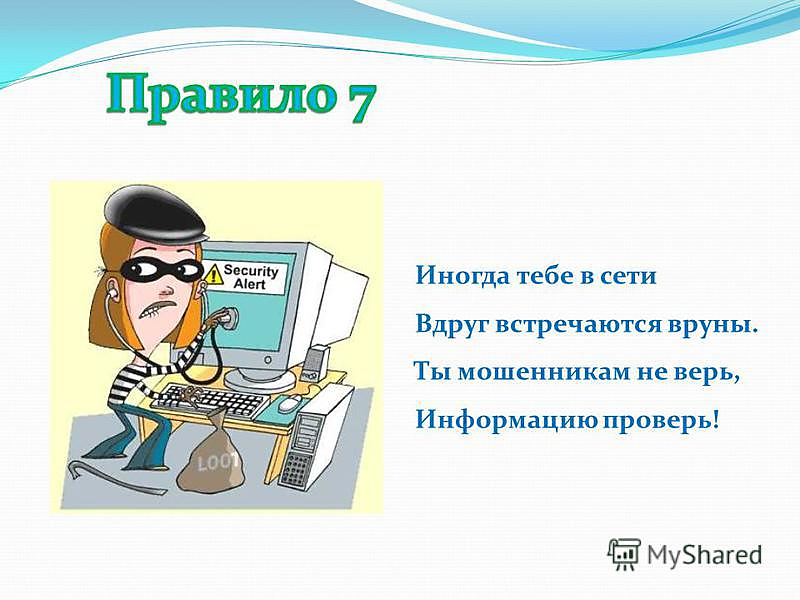 Правило 7
Security
Alert
LOOT
Иногда тебе в сети
Вдруг встречаются вруны.
Ты мошенникам не верь,
Информацию проверь!
MyShared